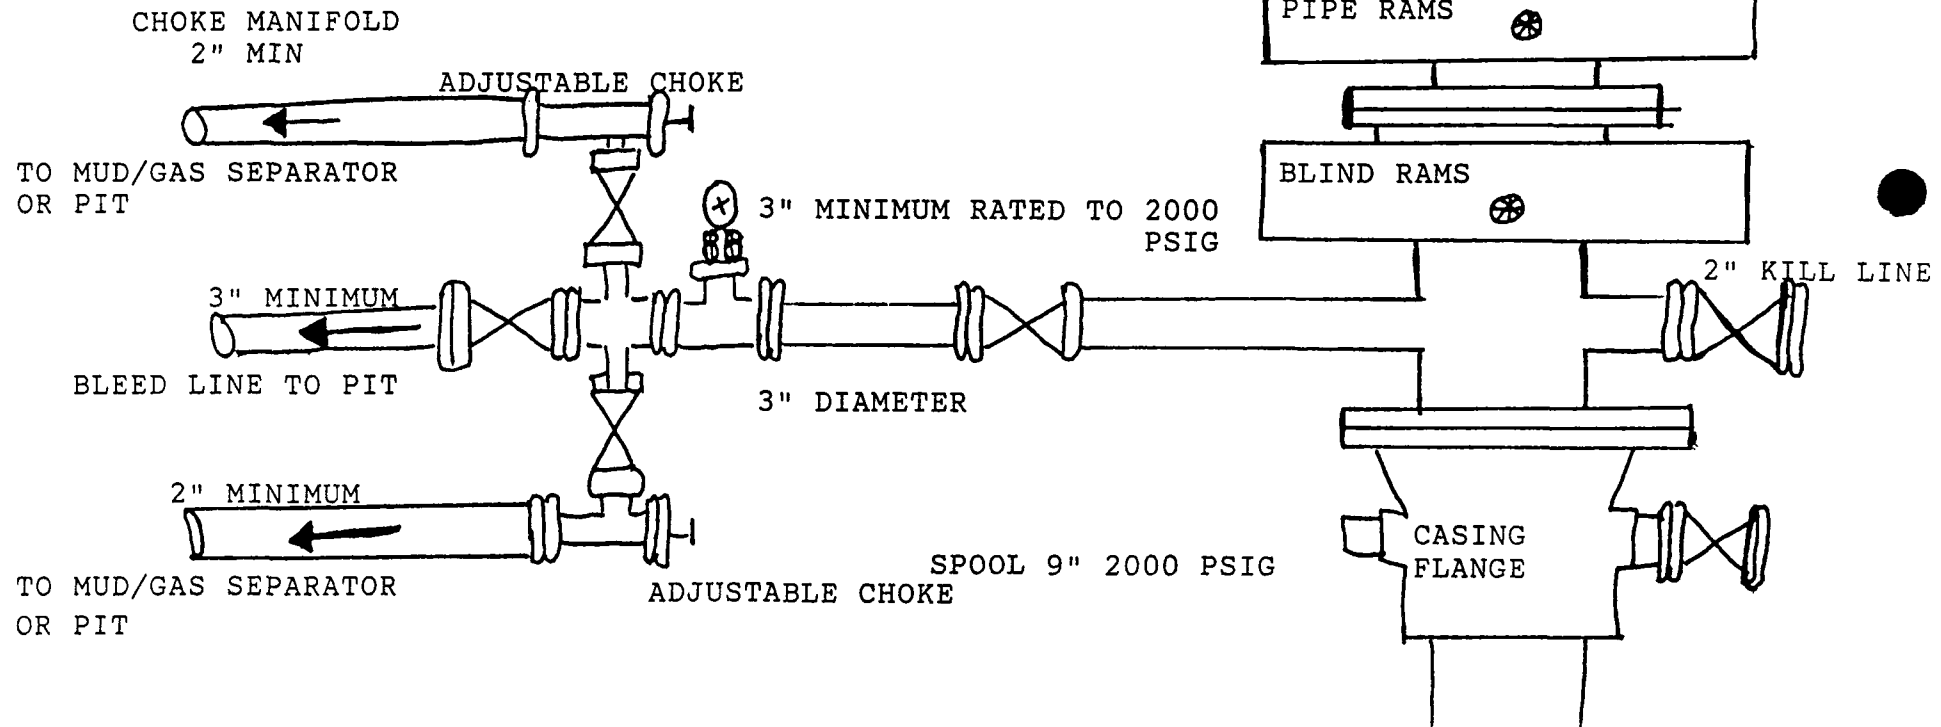 PIPE RAMS
CHOKE MANIFOLD
2" MIN
ADJUSTABLE CHOKE
TO MUD/GAS SEPARATOR
OR PIT
BLIND RAMS
3" MINIMUM RATED TO 2000
PSIG
2" KILL LINE
3" MINIMUM
BLEED LINE TO PIT
3" DIAMETER
2" MINIMUM
CASING
FLANGE
SPOOL 9" 2000 PSIG
TO MUD/GAS SEPARATOR
OR PIT
ADJUSTABLE CHOKE